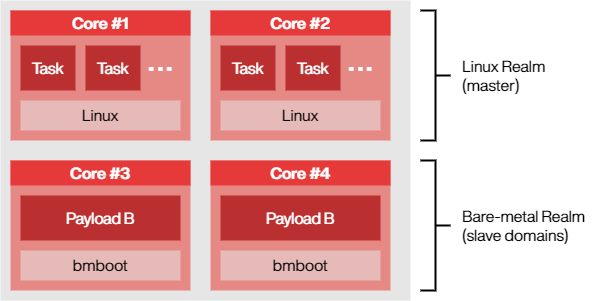 Core #1
Core #2
Task
Task
...
Task
Task
...
Linux
Linux
Linux Realm
(master)
Core #3
Core #4
Payload B
Payload B
bmboot
bmboot
Bare-metal Realm
(slave domains)